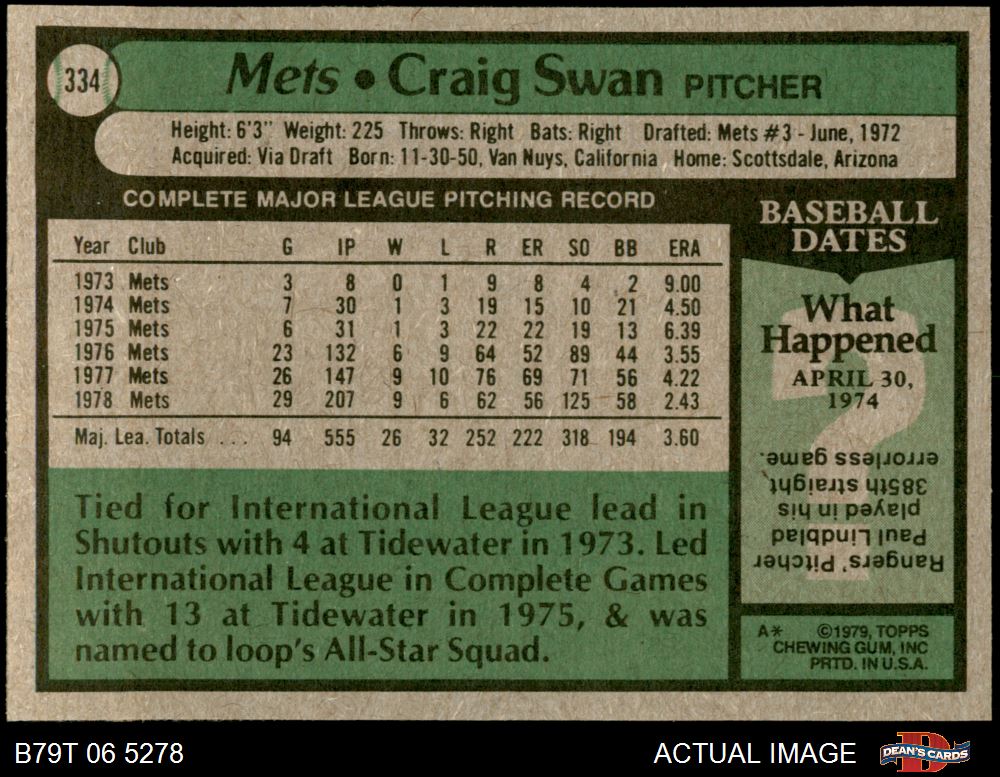 334
Mets • Craig Swan PITCHER
Height: 6'3" Weight: 225 Throws: Right Bats: Right Drafted: Mets #3 - June, 1972
Acquired: Via Draft Born: 11-30-50, Van Nuys, California Home: Scottsdale, Arizona
COMPLETE MAJOR LEAGUE PITCHING RECORD
Year Club G IP W L R ER SO BB ERA
1973 Mets 3 8 0 1 9 8 4 2 9.00
1974 Mets 7 30 1 3 19 15 10 21 4.50
1975 Mets 6 31 1 3 22 22 19 13 6.39
1976 Mets 23 132 6 9 64 52 89 44 3.55
1977 Mets 26 147 9 10 76 69 71 56 4.22
1978 Mets 29 207 9 6 62 56 125 58 2.43
Maj. Lea. Totals ... 94 555 26 32 252 222 318 194 3.60
Tied for International League lead in
Shutouts with 4 at Tidewater in 1973. Led
International League in Complete Games
with 13 at Tidewater in 1975, & was
named to loop's All-Star Squad.
BASEBALL
DATES
What
Happened
APRIL 30,
1974
?
Rangers' Pitcher
Paul Lindblad
played in his
385th straight
errorless game.
A* ©1979, TOPPS
CHEWING GUM, INC
PRTD. IN U.S.A.
B79T 06 5278
ACTUAL IMAGE
D
DEAN'S CARDS